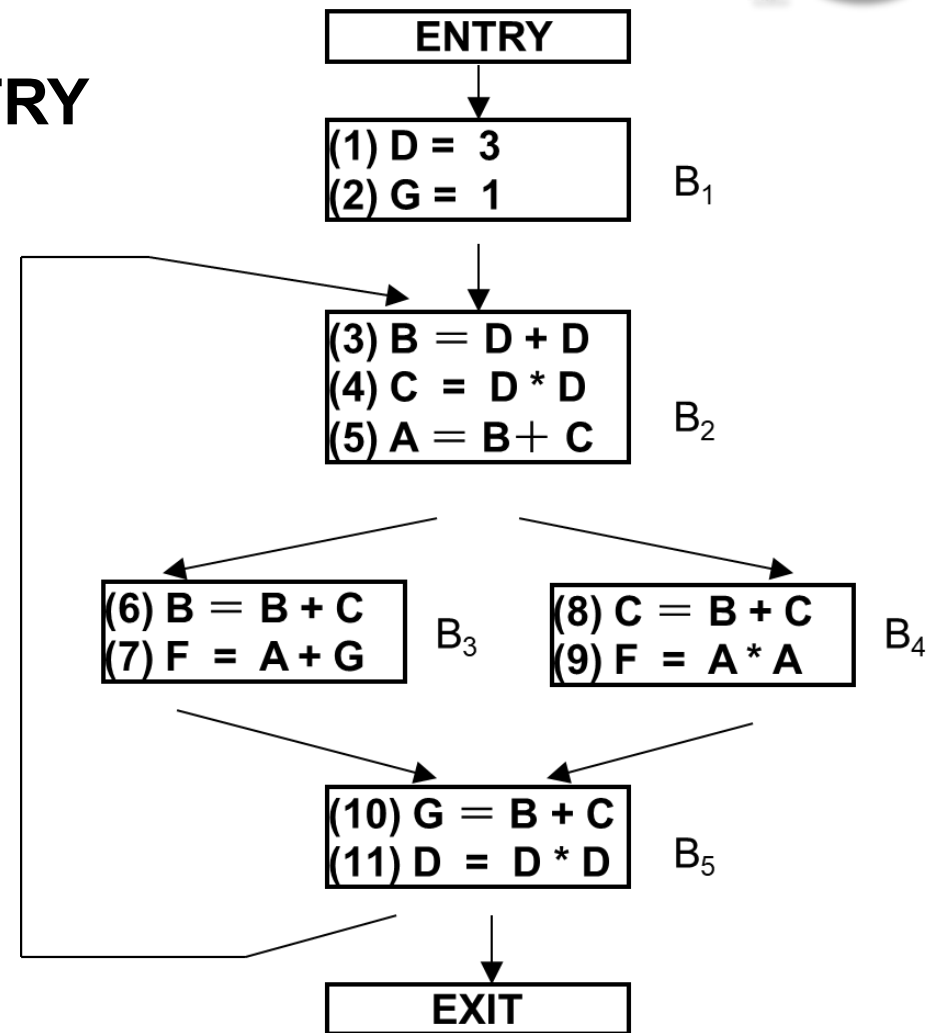 ENTRY
(1) D = 3
(2) G = 1
B₁
(3) B = D + D
(4) C = D * D
(5) A = B+ C
B₂
(6) B = B + C
(7) F = A + G
B₃
(8) C = B + C
(9) F = A * A
B₄
(10) G = B + C
(11) D = D * D
B₅
EXIT